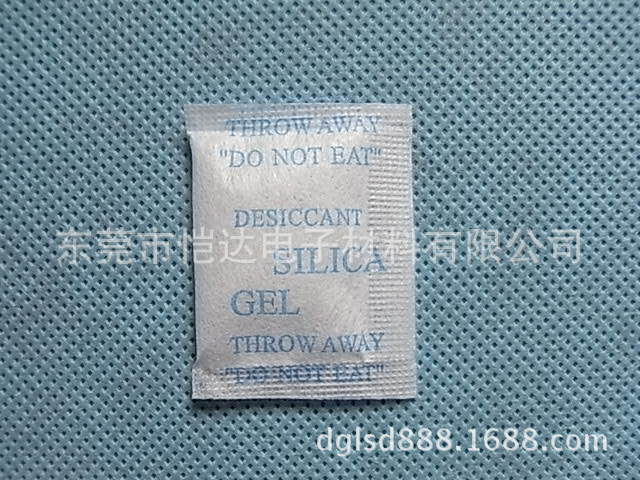 THROW AWAY
"DO NOT EAT"
DESICCANT
东莞市恺达电子材料有限公司
SILICA
GEL
THROW AWAY
"DO NOT EAT"
dglsd888.1688.com